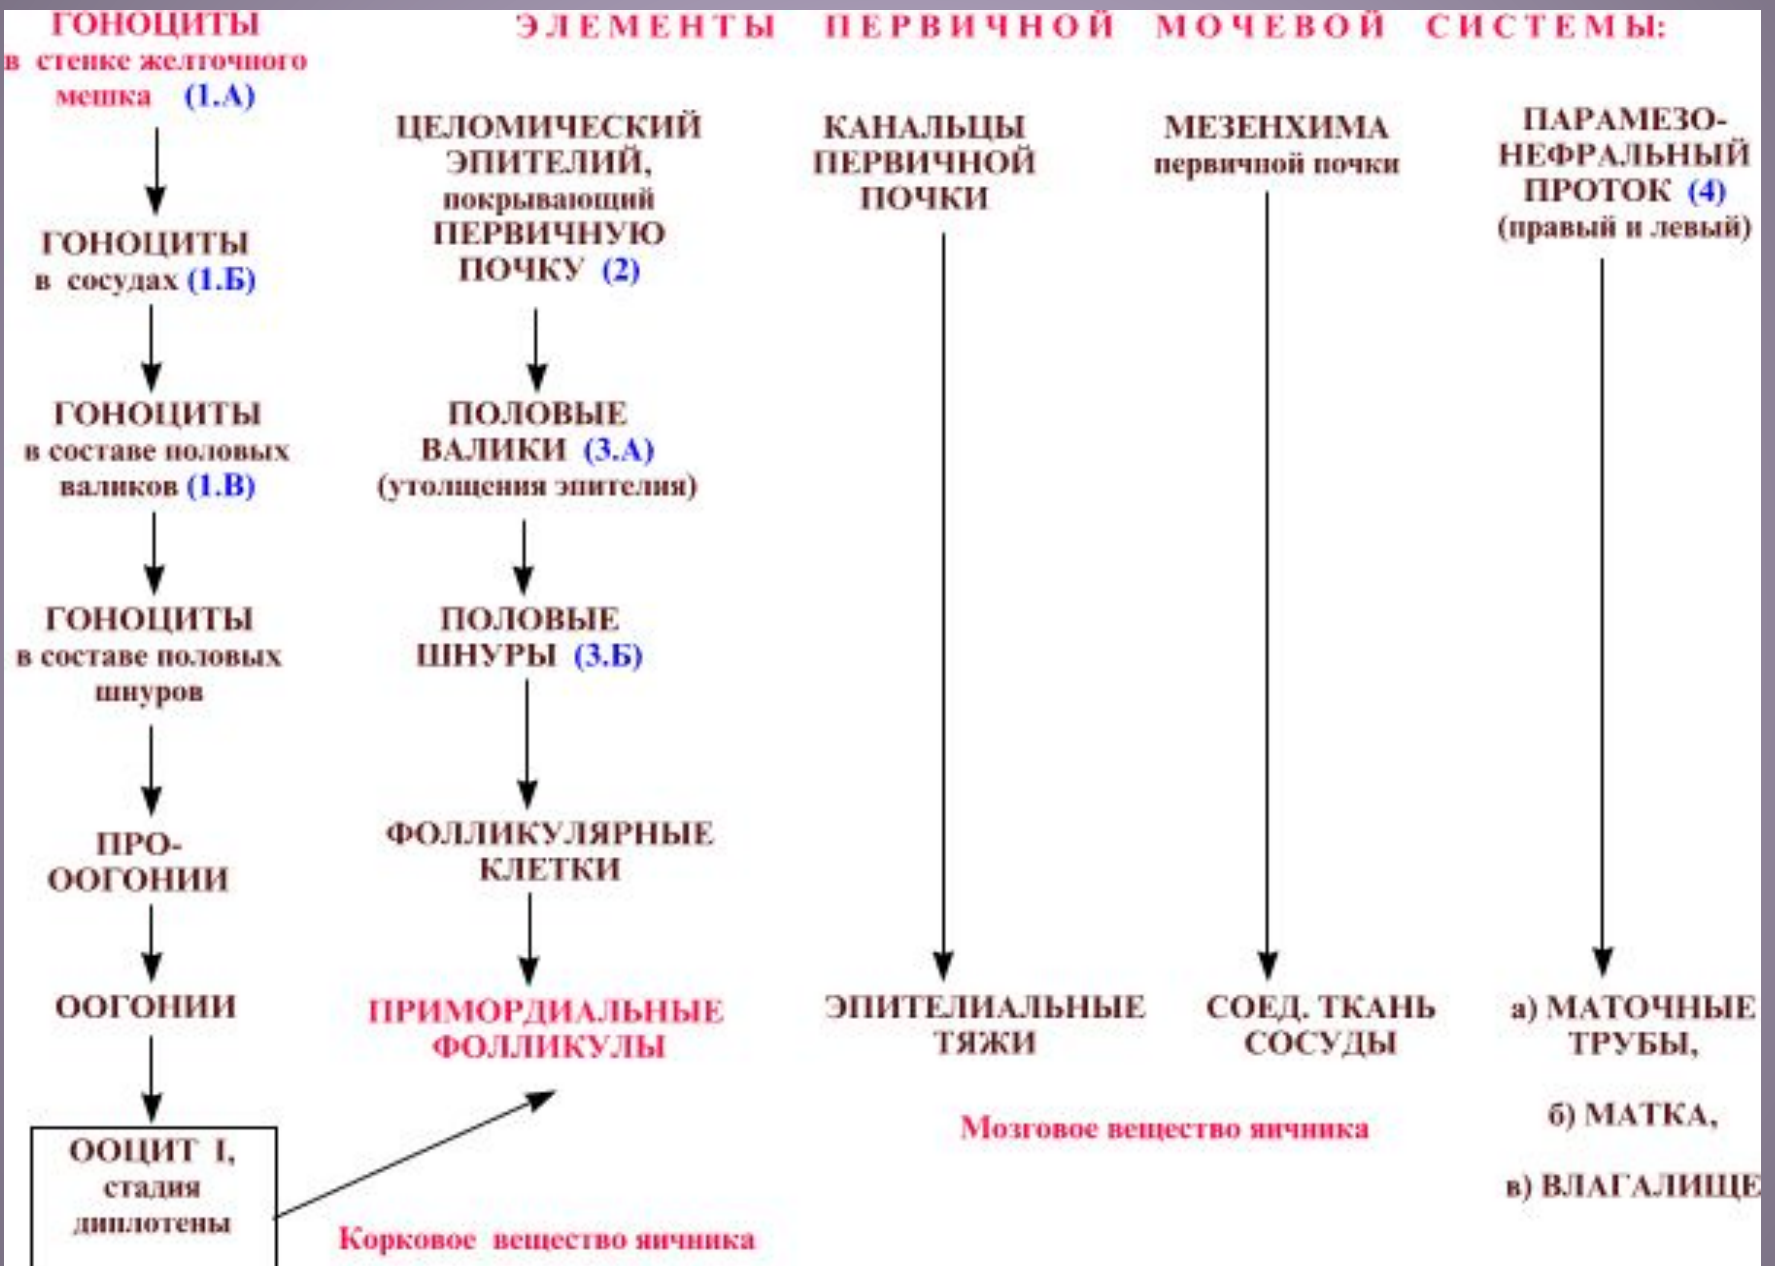 ГОНОЦИТЫ
в стенке желточного
мешка (1.А)
ГОНОЦИТЫ
в сосудах (1.Б)
ГОНОЦИТЫ
в составе половых
валиков (1.В)
ГОНОЦИТЫ
в составе половых
шнуров
ПРО-
ООГОНИИ
ООГОНИИ
ООЦИТ I,
стадия
диплотены
ЭЛЕМЕНТЫ ПЕРВИЧНОЙ МОЧЕВОЙ СИСТЕМЫ:
ЦЕЛОМИЧЕСКИЙ
ЭПИТЕЛИЙ,
покрывающий
ПЕРВИЧНУЮ
ПОЧКУ (2)
ПОЛОВЫЕ
ВАЛИКИ (3.А)
(утолщения эпителия)
ПОЛОВЫЕ
ШНУРЫ (3.Б)
ФОЛЛИКУЛЯРНЫЕ
КЛЕТКИ
ПРИМОРДИАЛЬНЫЕ
ФОЛЛИКУЛЫ
Корковое вещество яичника
КАНАЛЬЦЫ
ПЕРВИЧНОЙ
ПОЧКИ
ЭПИТЕЛИАЛЬНЫЕ
ТЯЖИ
МЕЗЕНХИМА
первичной почки
СОЕД. ТКАНЬ
СОСУДЫ
Мозговое вещество яичника
ПАРАМЕЗО-
НЕФРАЛЬНЫЙ
ПРОТОК (4)
(правый и левый)
а) МАТОЧНЫЕ
ТРУБЫ,
б) МАТКА,
в) ВЛАГАЛИЩЕ